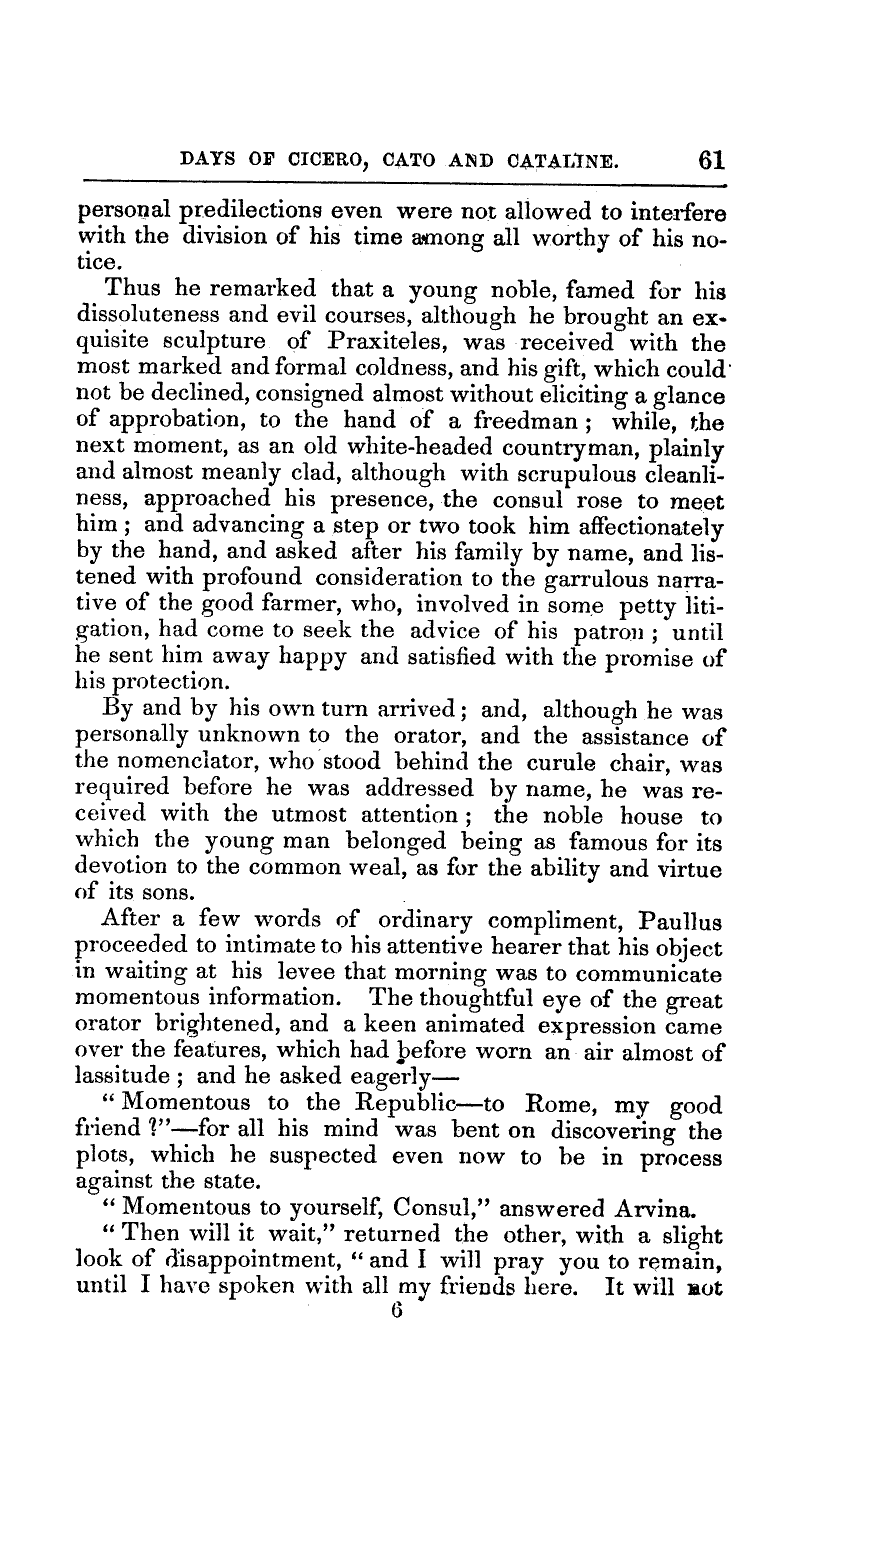 DAYS OF CICERO, CATO AND CATALINE. 61
personal predilections even were not allowed to interfere
with the division of his time among all worthy of his no-
tice.
Thus he remarked that a young noble, famed for his
dissoluteness and evil courses, although he brought an ex-
quisite sculpture of Praxiteles, was received with the
most marked and formal coldness, and his gift, which could
not be declined, consigned almost without eliciting a glance
of approbation, to the hand of a freedman ; while, the
next moment, as an old white-headed countryman, plainly
and almost meanly clad, although with scrupulous cleanli-
ness, approached his presence, the consul rose to meet
him ; and advancing a step or two took him affectionately
by the hand, and asked after his family by name, and lis-
tened with profound consideration to the garrulous narra-
tive of the good farmer, who, involved in some petty liti-
gation, had come to seek the advice of his patron ; until
he sent him away happy and satisfied with the promise of
his protection.
By and by his own turn arrived ; and, although he was
personally unknown to the orator, and the assistance of
the nomenclator, who stood behind the curule chair, was
required before he was addressed by name, he was re-
ceived with the utmost attention ; the noble house to
which the young man belonged being as famous for its
devotion to the common weal, as for the ability and virtue
of its sons.
After a few words of ordinary compliment, Paullus
proceeded to intimate to his attentive hearer that his object
in waiting at his levee that morning was to communicate
momentous information. The thoughtful eye of the great
orator brightened, and a keen animated expression came
over the features, which had before worn an air almost of
lassitude ; and he asked eagerly—
“ Momentous to the Republic—to Rome, my good
friend ?”—for all his mind was bent on discovering the
plots, which he suspected even now to be in process
against the state.
“ Momentous to yourself, Consul,” answered Arvina.
“ Then will it wait,” returned the other, with a slight
look of disappointment, “ and I will pray you to remain,
until I have spoken with all my friends here. It will not
6